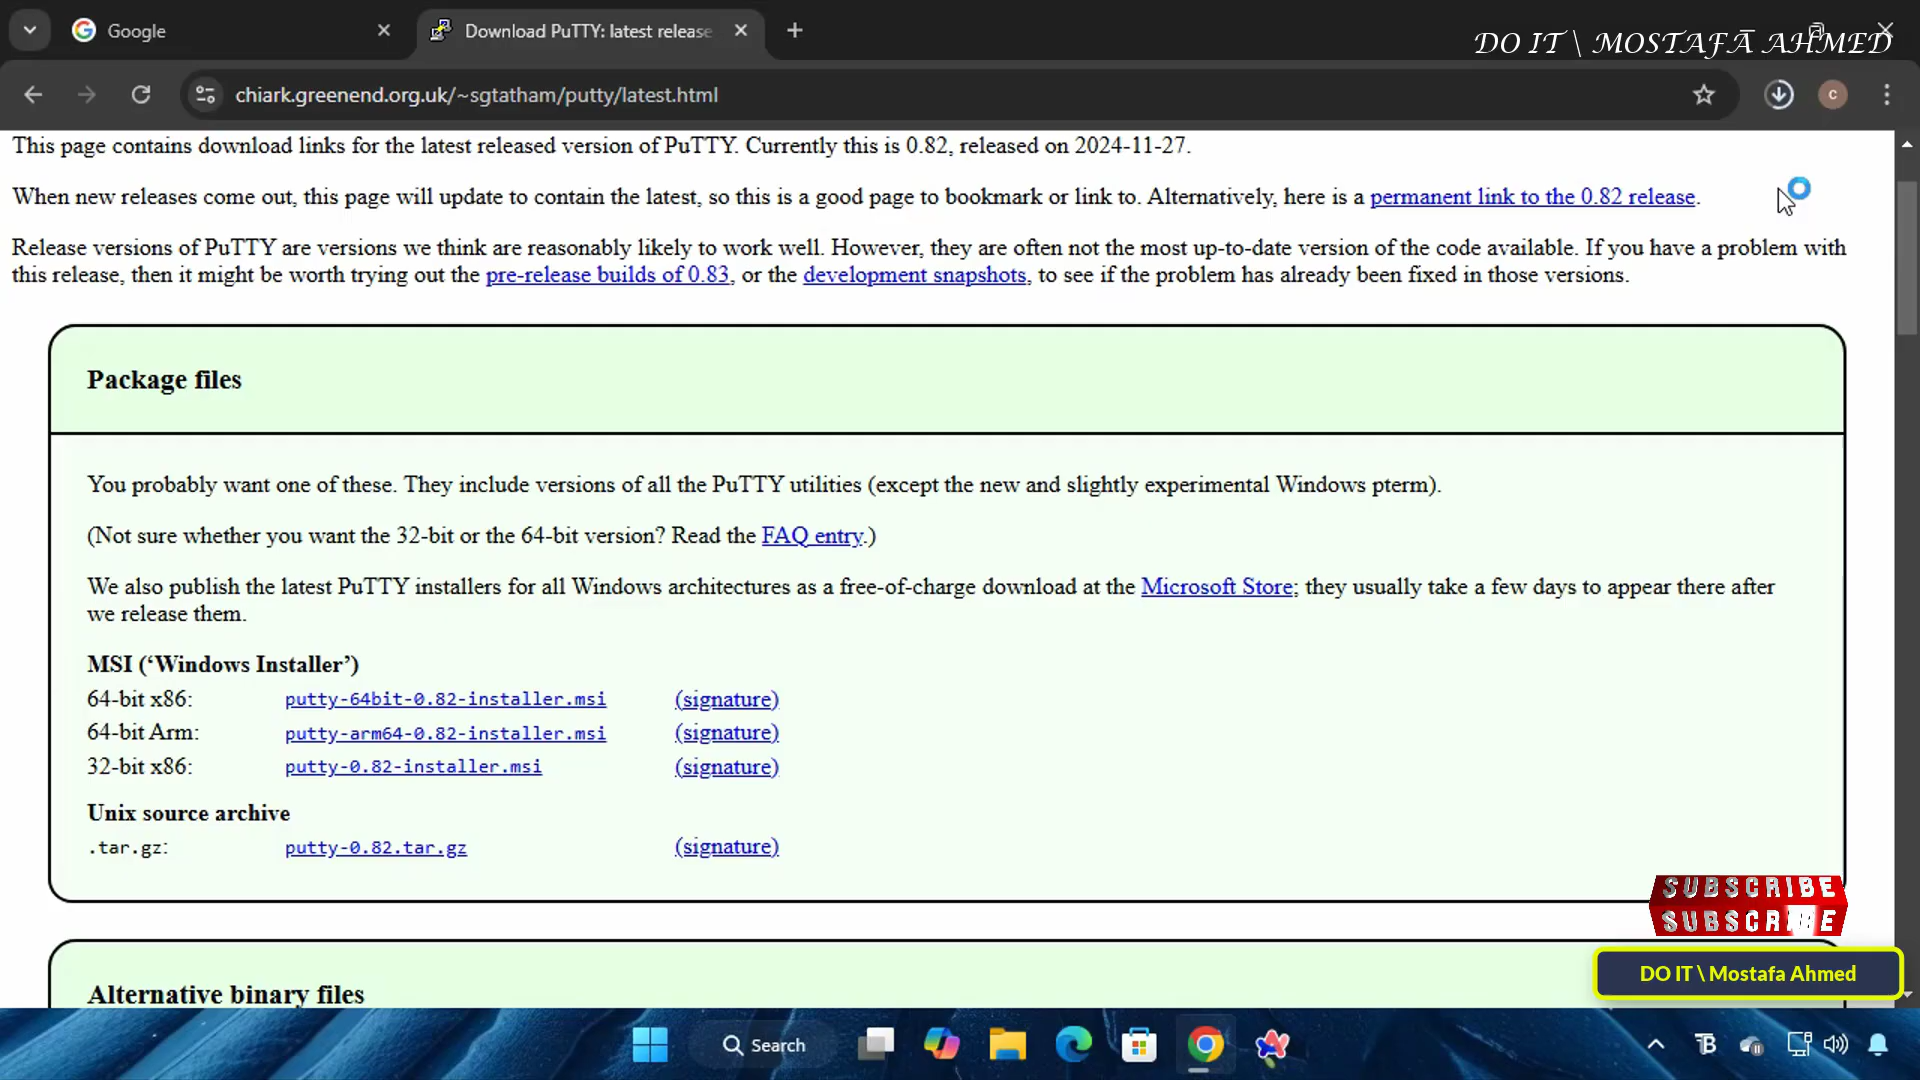 Google
Download PuTTY: latest release
DO IT \ MOSTAFA AHMED
chiark.greenend.org.uk/~sgtatham/putty/latest.html
C
This page contains download links for the latest released version of PuTTY. Currently this is 0.82, released on 2024-11-27.
When new releases come out, this page will update to contain the latest, so this is a good page to bookmark or link to. Alternatively, here is a permanent link to the 0.82 release.
Release versions of PuTTY are versions we think are reasonably likely to work well. However, they are often not the most up-to-date version of the code available. If you have a problem with
this release, then it might be worth trying out the pre-release builds of 0.83, or the development snapshots, to see if the problem has already been fixed in those versions.
Package files
You probably want one of these. They include versions of all the PuTTY utilities (except the new and slightly experimental Windows pterm).
(Not sure whether you want the 32-bit or the 64-bit version? Read the FAQ entry.)
We also publish the latest PuTTY installers for all Windows architectures as a free-of-charge download at the Microsoft Store; they usually take a few days to appear there after
we release them.
MSI (‘Windows Installer’)
64-bit x86: putty-64bit-0.82-installer.msi (signature)
64-bit Arm: putty-arm64-0.82-installer.msi (signature)
32-bit x86: putty-0.82-installer.msi (signature)
Unix source archive
.tar.gz: putty-0.82.tar.gz (signature)
SUBSCRIBE
SUBSCRIBE
DO IT \ Mostafa Ahmed
Alternative binary files
Search